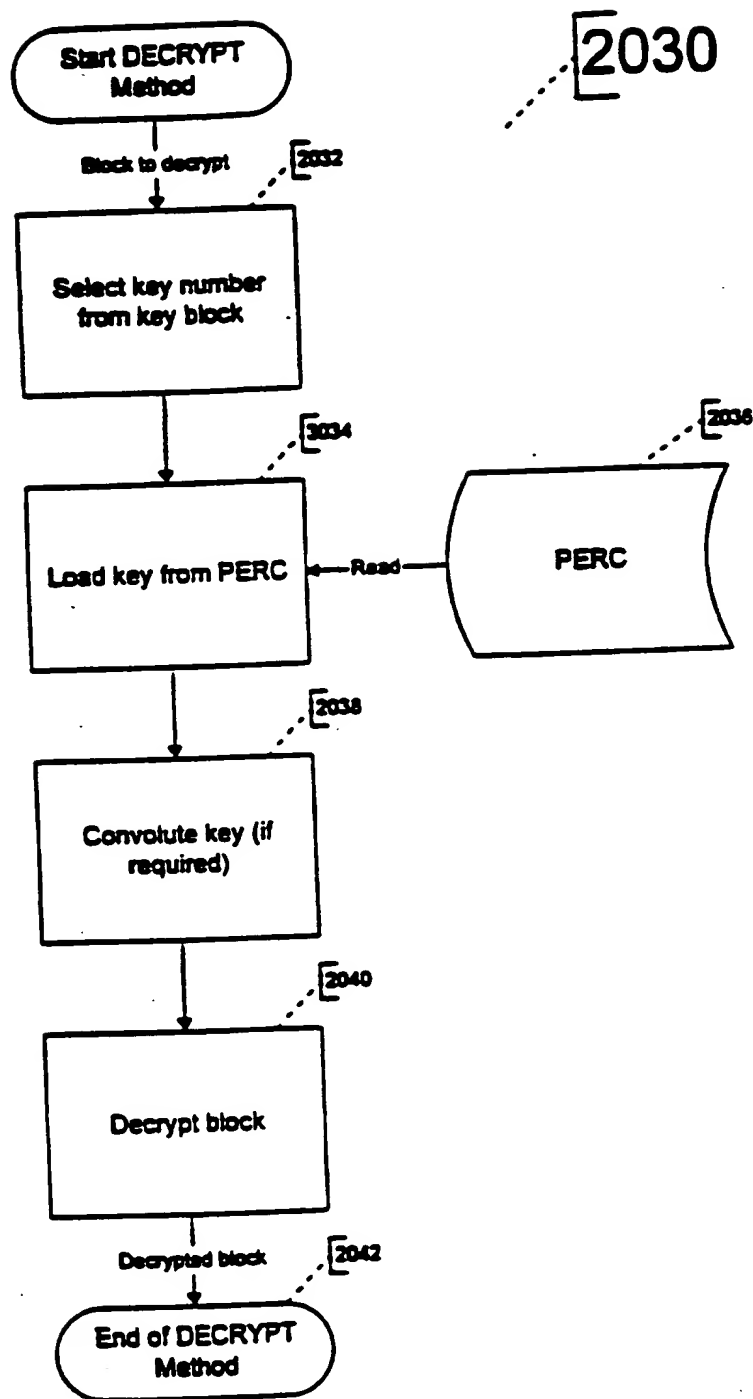 Start DECRYPT
Method
2030
Block to decrypt
2032
Select key number
from key block
3034
2036
Load key from PERC
Read
PERC
2038
Convolute key (if
required)
2040
Decrypt block
Decrypted block
2042
End of DECRYPT
Method